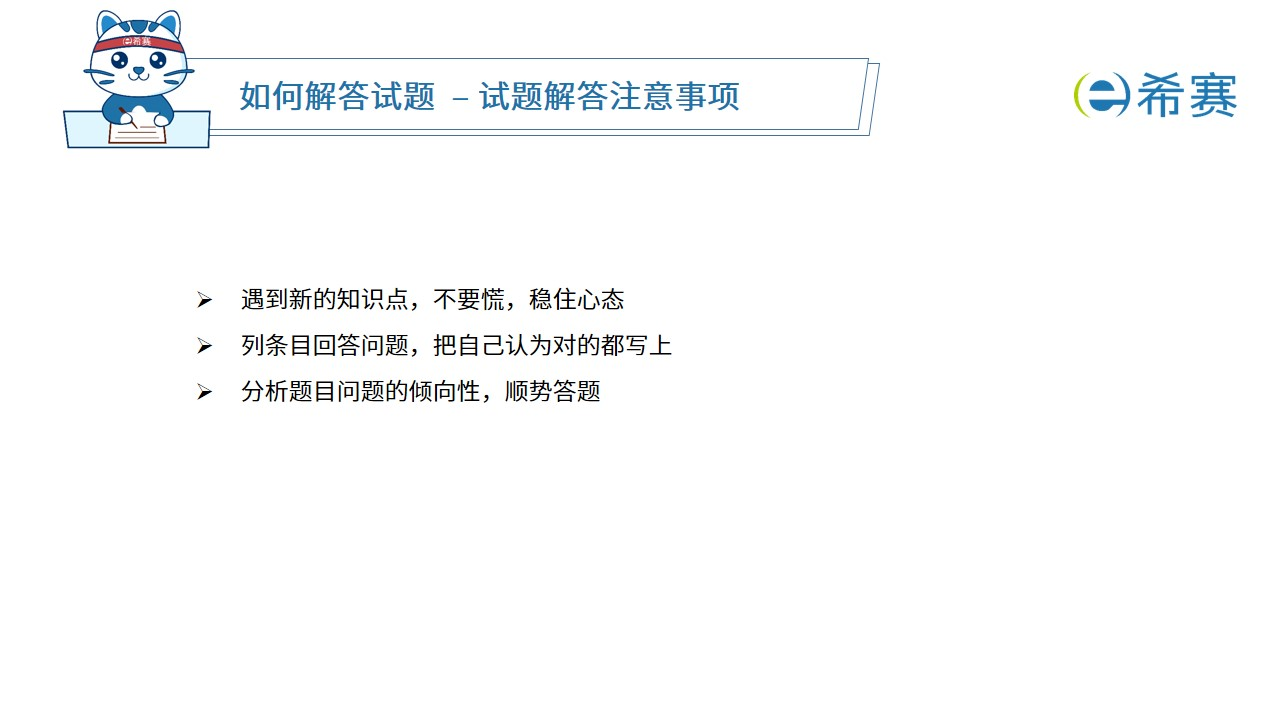 希赛
如何解答试题 – 试题解答注意事项
希赛
遇到新的知识点，不要慌，稳住心态
列条目回答问题，把自己认为对的都写上
分析题目问题的倾向性，顺势答题